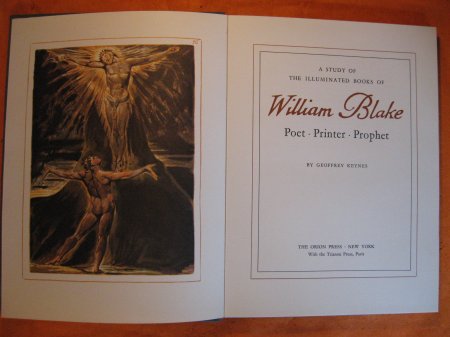 A STUDY OF
THE ILLUMINATED BOOKS OF
William Blake
Poet · Printer · Prophet
BY GEOFFREY KEYNES
THE ORION PRESS · NEW YORK
With the Trianon Press, Paris